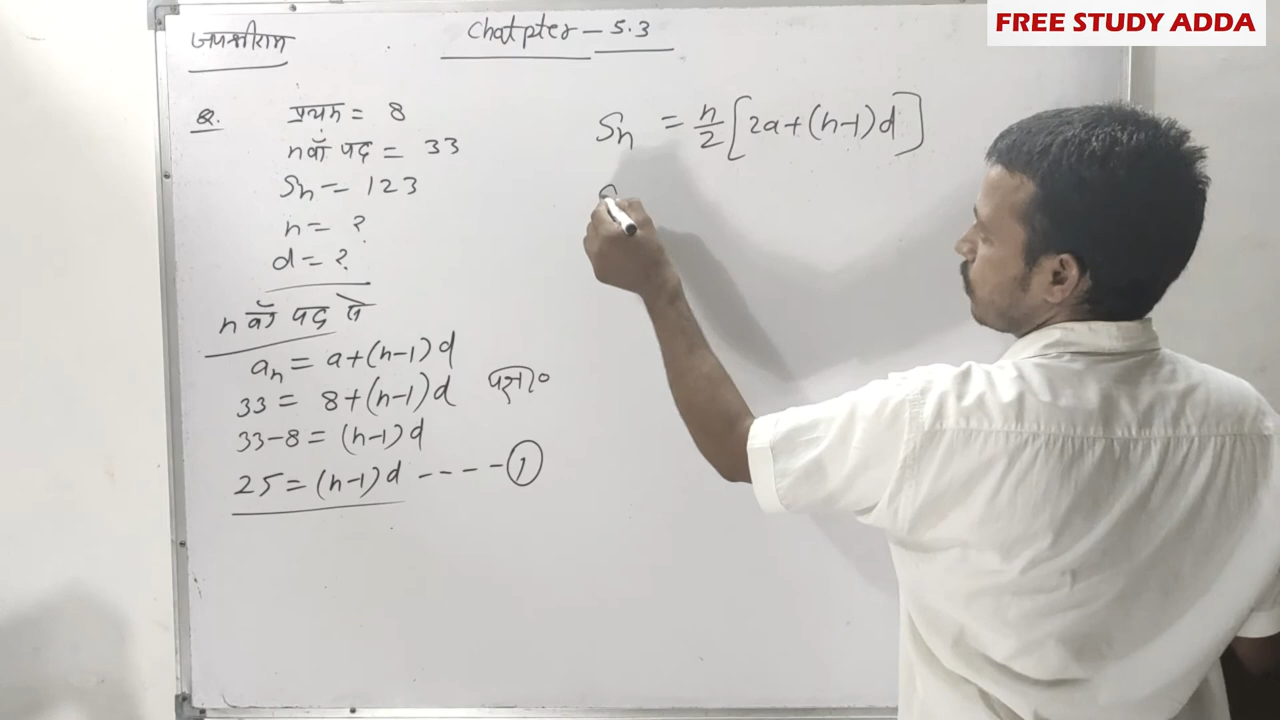 FREE STUDY ADDA
जयश्रीराम
Chatpter - 5.3
Q. प्रथम = 8
nवाँ पद = 33
Sn = 123
n = ?
d = ?
n वाँ पद से
an = a+(n-1)d
33 = 8+(n-1)d
33-8 = (n-1)d
25 = (n-1)d ---- ①
Sn = n/2 [2a+(n-1)d]
S